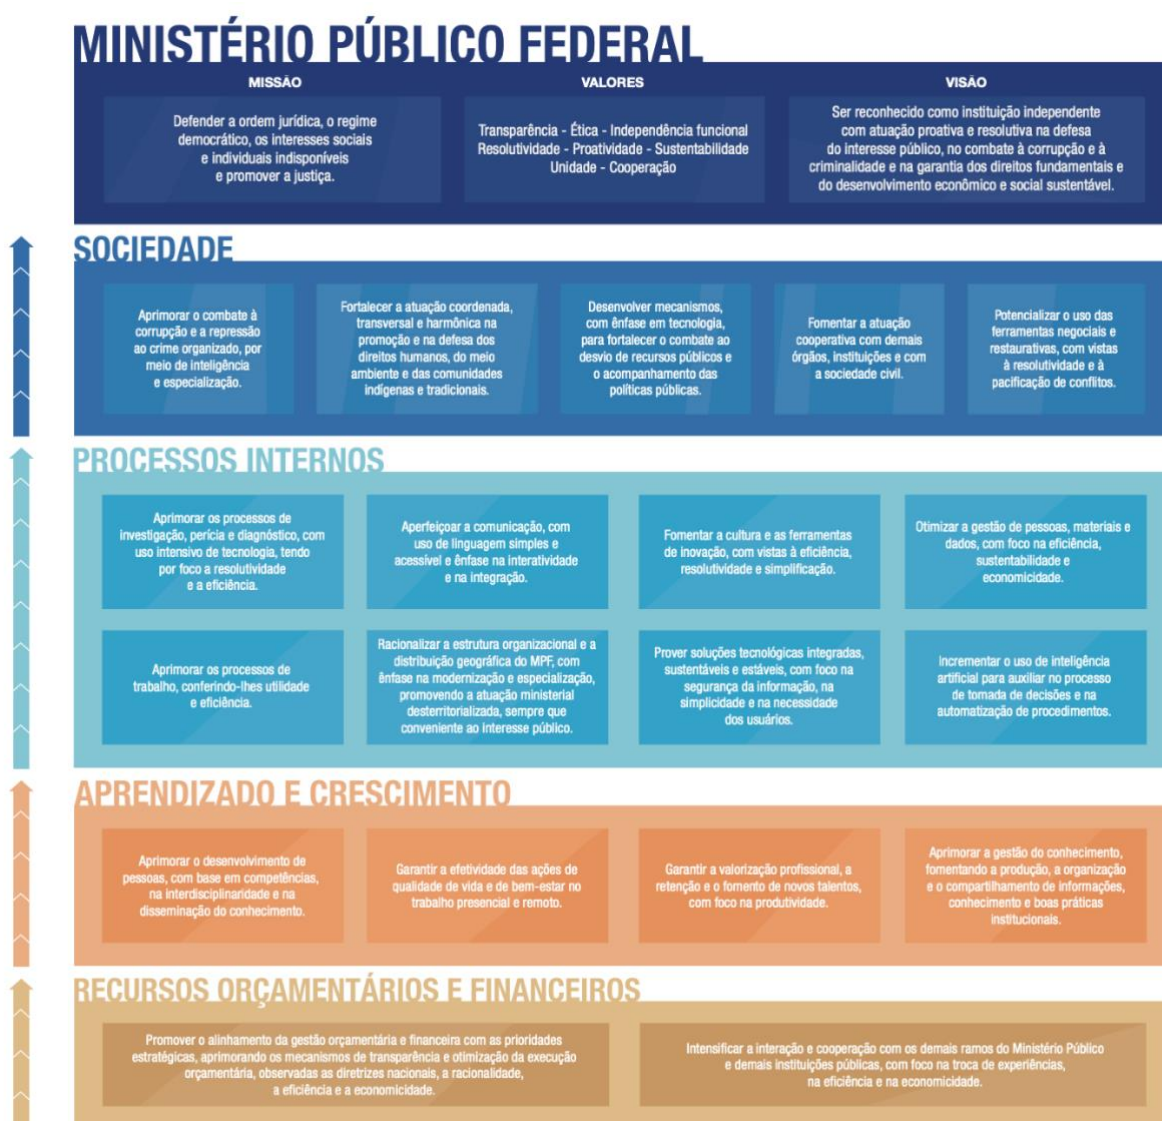 MINISTÉRIO PÚBLICO FEDERAL
MISSÃO
Defender a ordem jurídica, o regime
democrático, os interesses sociais
e individuais indisponíveis
e promover a justiça.
VALORES
Transparência - Ética - Independência funcional
Resolutividade - Proatividade - Sustentabilidade
Unidade - Cooperação
VISÃO
Ser reconhecido como instituição independente
com atuação proativa e resolutiva na defesa
do interesse público, no combate à corrupção e à
criminalidade e na garantia dos direitos fundamentais e
do desenvolvimento econômico e social sustentável.
SOCIEDADE
Aprimorar o combate à
corrupção e a repressão
ao crime organizado, por
meio de inteligência
e especialização.
Fortalecer a atuação coordenada,
transversal e harmônica na
promoção e na defesa dos
direitos humanos, do meio
ambiente e das comunidades
indígenas e tradicionais.
Desenvolver mecanismos,
com ênfase em tecnologia,
para fortalecer o combate ao
desvio de recursos públicos e
o acompanhamento das
políticas públicas.
Fomentar a atuação
cooperativa com demais
órgãos, instituições e com
a sociedade civil.
Potencializar o uso das
ferramentas negociais e
restaurativas, com vistas
à resolutividade e à
pacificação de conflitos.
PROCESSOS INTERNOS
Aprimorar os processos de
investigação, perícia e diagnóstico, com
uso intensivo de tecnologia, tendo
por foco a resolutividade
e a eficiência.
Aperfeiçoar a comunicação, com
uso de linguagem simples e
acessível e ênfase na interatividade
e na integração.
Fomentar a cultura e as ferramentas
de inovação, com vistas à eficiência,
resolutividade e simplificação.
Otimizar a gestão de pessoas, materiais e
dados, com foco na eficiência,
sustentabilidade e
economicidade.
Aprimorar os processos de
trabalho, conferindo-lhes utilidade
e eficiência.
Racionalizar a estrutura organizacional e a
distribuição geográfica do MPF, com
ênfase na modernização e especialização,
promovendo a atuação ministerial
desterritorializada, sempre que
conveniente ao interesse público.
Prover soluções tecnológicas integradas,
sustentáveis e estáveis, com foco na
segurança da informação, na
simplicidade e na necessidade
dos usuários.
Incrementar o uso de inteligência
artificial para auxiliar no processo
de tomada de decisões e na
automatização de procedimentos.
APRENDIZADO E CRESCIMENTO
Aprimorar o desenvolvimento de
pessoas, com base em competências,
na interdisciplinaridade e na
disseminação do conhecimento.
Garantir a efetividade das ações de
qualidade de vida e de bem-estar no
trabalho presencial e remoto.
Garantir a valorização profissional, a
retenção e o fomento de novos talentos,
com foco na produtividade.
Aprimorar a gestão do conhecimento,
fomentando a produção, a organização
e o compartilhamento de informações,
conhecimento e boas práticas
institucionais.
RECURSOS ORÇAMENTÁRIOS E FINANCEIROS
Promover o alinhamento da gestão orçamentária e financeira com as prioridades
estratégicas, aprimorando os mecanismos de transparência e otimização da execução
orçamentária, observadas as diretrizes nacionais, a racionalidade,
a eficiência e a economicidade.
Intensificar a interação e cooperação com os demais ramos do Ministério Público
e demais instituições públicas, com foco na troca de experiências,
na eficiência e na economicidade.